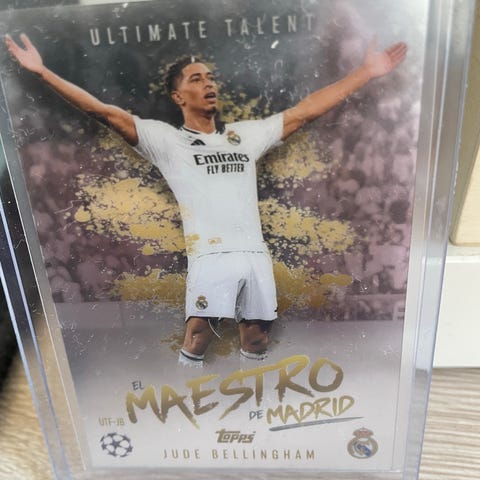 ULTIMATE TALENT
Emirates
FLY BETTER
EL
MAESTRO
DE MADRID
UTF-JB
Topps
JUDE BELLINGHAM